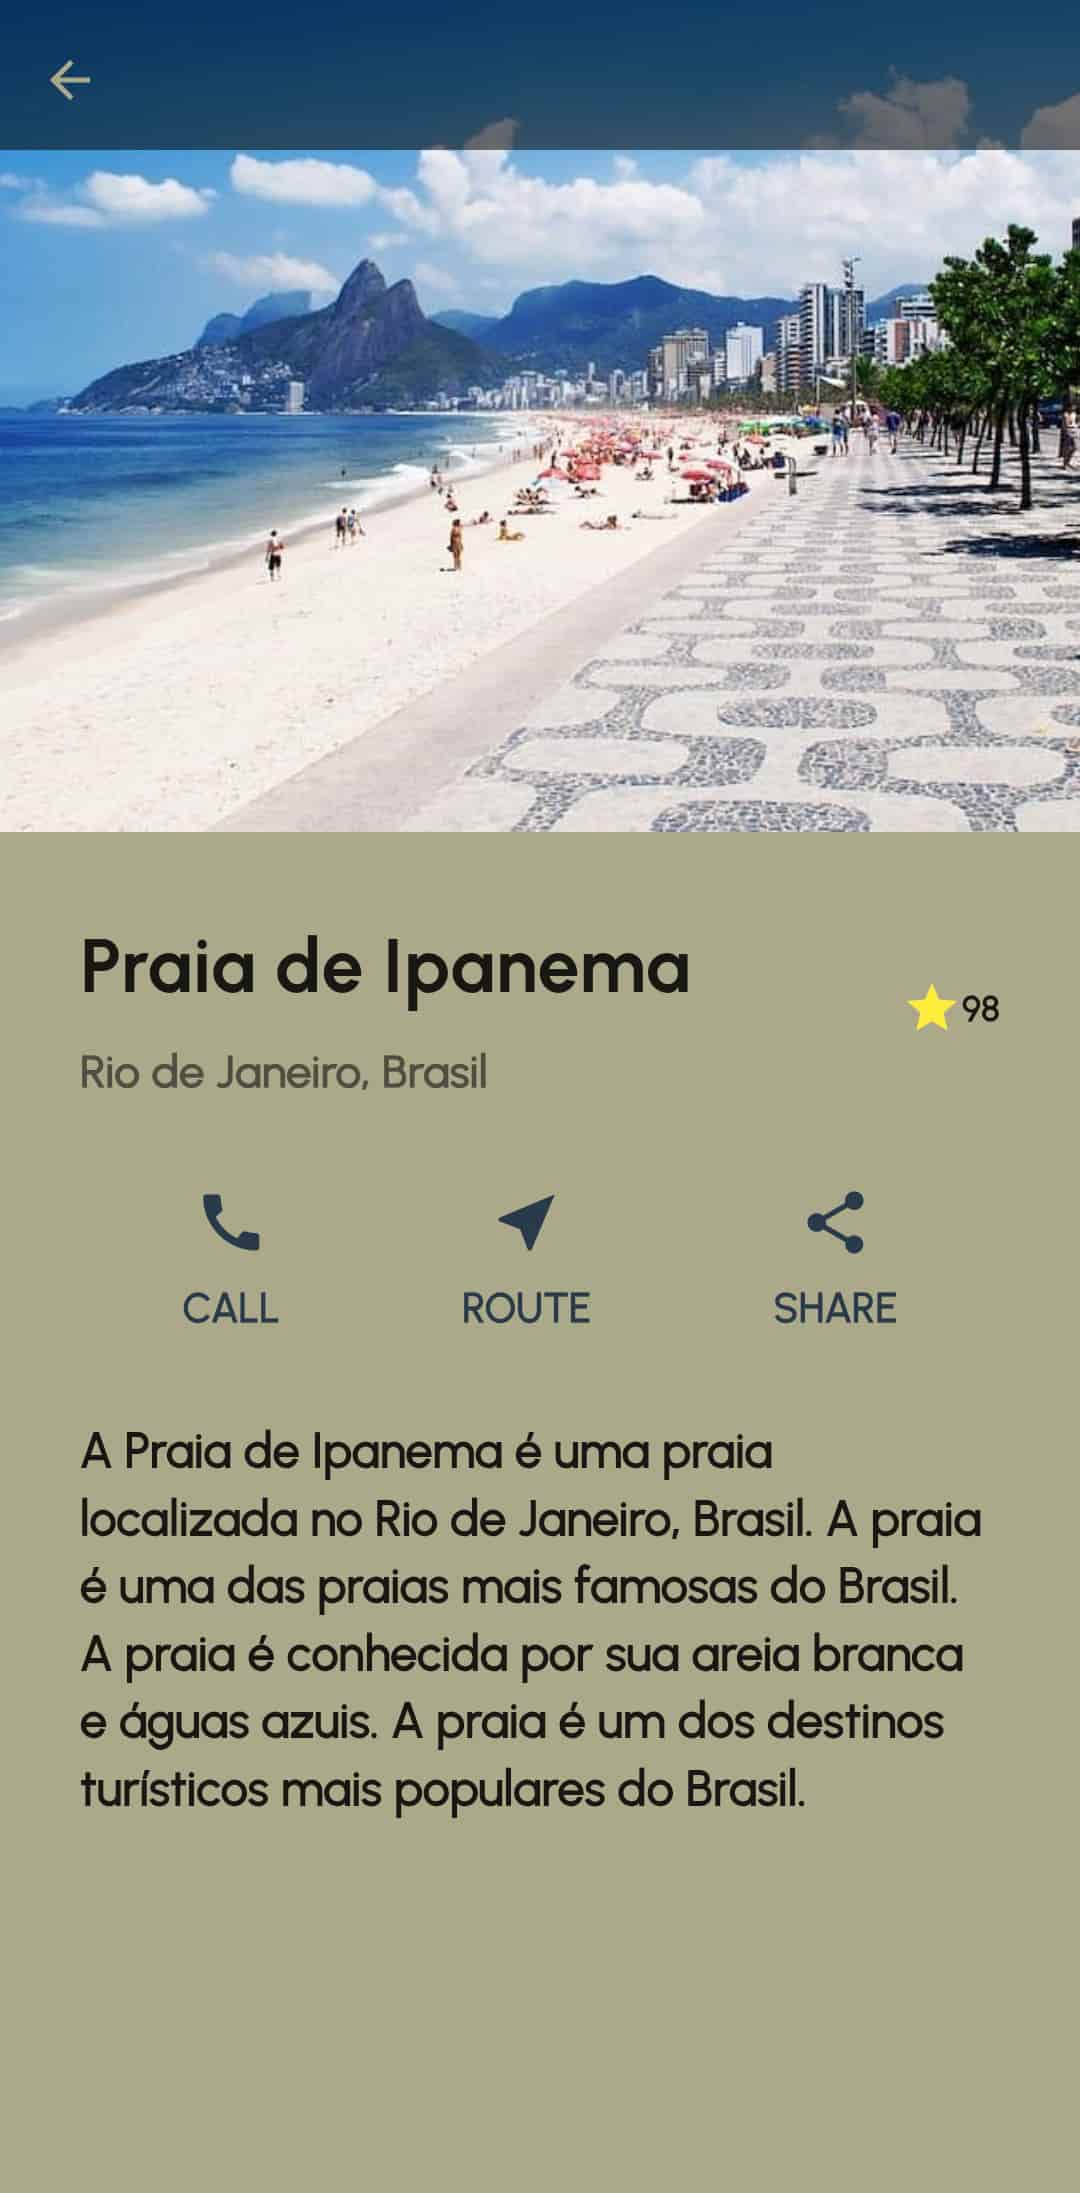 Praia de Ipanema
98
Rio de Janeiro, Brasil
CALL
ROUTE
SHARE
A Praia de Ipanema é uma praia
localizada no Rio de Janeiro, Brasil. A praia
é uma das praias mais famosas do Brasil.
A praia é conhecida por sua areia branca
e águas azuis. A praia é um dos destinos
turísticos mais populares do Brasil.